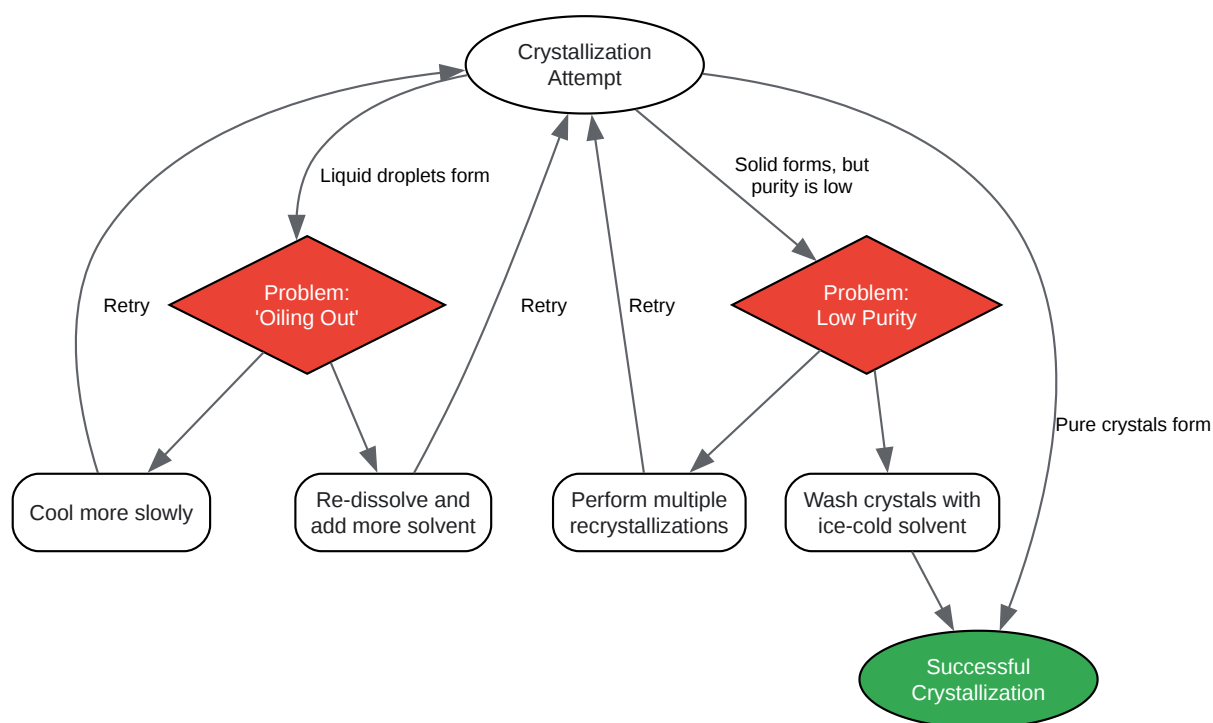 Crystallization
Attempt
Liquid droplets form
Solid forms, but
purity is low
Retry
Problem:
'Oiling Out'
Retry
Retry
Problem:
Low Purity
Pure crystals form
Cool more slowly
Re-dissolve and
add more solvent
Perform multiple
recrystallizations
Wash crystals with
ice-cold solvent
Successful
Crystallization